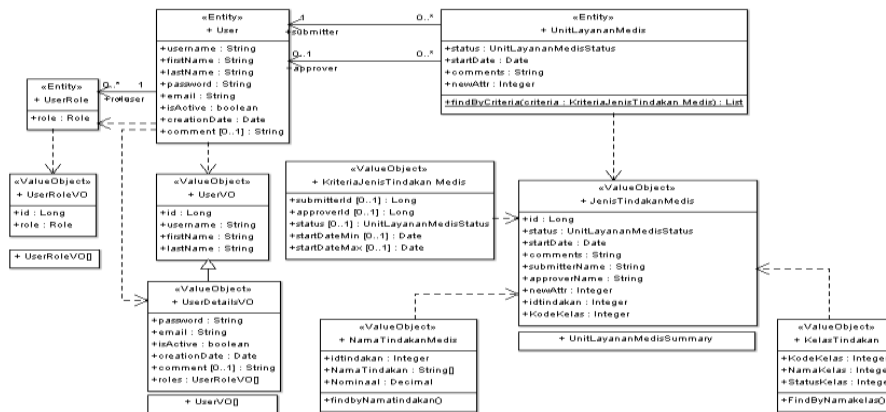 «Entity»
+ User
+username : String
+firstName : String
+lastName : String
+password : String
+email : String
+isActive : boolean
+creationDate : Date
+comment [0..1] : String
1
0..*
+submitter
0..1
0..*
+approver
«Entity»
+ UnitLayananMedis
+status : UnitLayananMedisStatus
+startDate : Date
+comments : String
+newAttr : Integer
+findByCriteria(criteria : KriteriaJenisTindakan Medis) : List
«Entity»
+ UserRole
+role : Role
0..*
1
«ValueObject»
+ UserRoleVO
+id : Long
+role : Role
+ UserRoleVO[]
«ValueObject»
+ UserVO
+id : Long
+username : String
+firstName : String
+lastName : String
«ValueObject»
+ KriteriaJenisTindakan Medis
+submitterId [0..1] : Long
+approverId [0..1] : Long
+status [0..1] : UnitLayananMedisStatus
+startDateMin [0..1] : Date
+startDateMax [0..1] : Date
«ValueObject»
+ JenisTindakanMedis
+id : Long
+status : UnitLayananMedisStatus
+startDate : Date
+comments : String
+submitterName : String
+approverName : String
+newAttr : Integer
+idtindakan : Integer
+KodeKelas : Integer
+ UnitLayananMedisSummary
«ValueObject»
+ UserDetailsVO
+password : String
+email : String
+isActive : boolean
+creationDate : Date
+comment [0..1] : String
+roles : UserRoleVO[]
+ UserVO[]
«ValueObject»
+ NamaTindakanMedis
+idtindakan : Integer
+NamaTindakan : String[]
+Nominaal : Decimal
+findbyNamatindakan()
«ValueObject»
+ KelasTindakan
+KodeKelas : Integer
+NamaKelas : Integer
+StatusKelas : Integer
+FindByNamakelas()